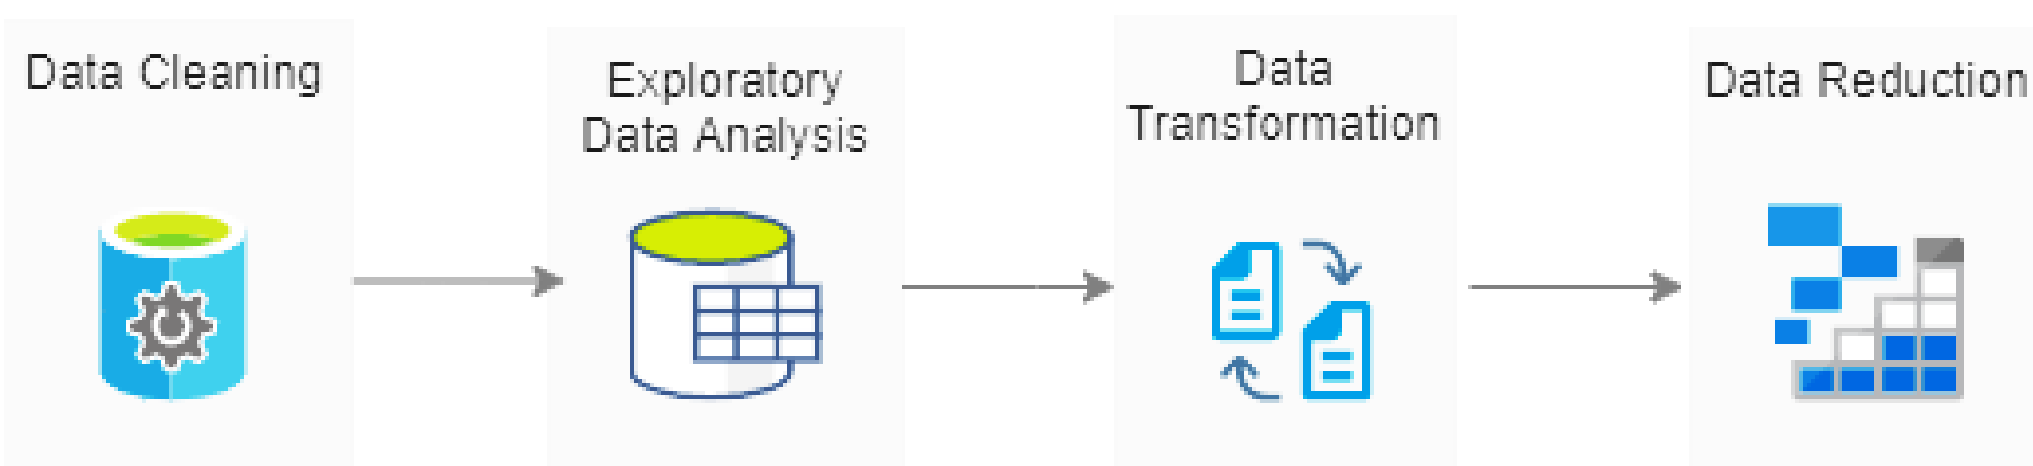 Data Cleaning
Exploratory
Data Analysis
Data
Transformation
Data Reduction